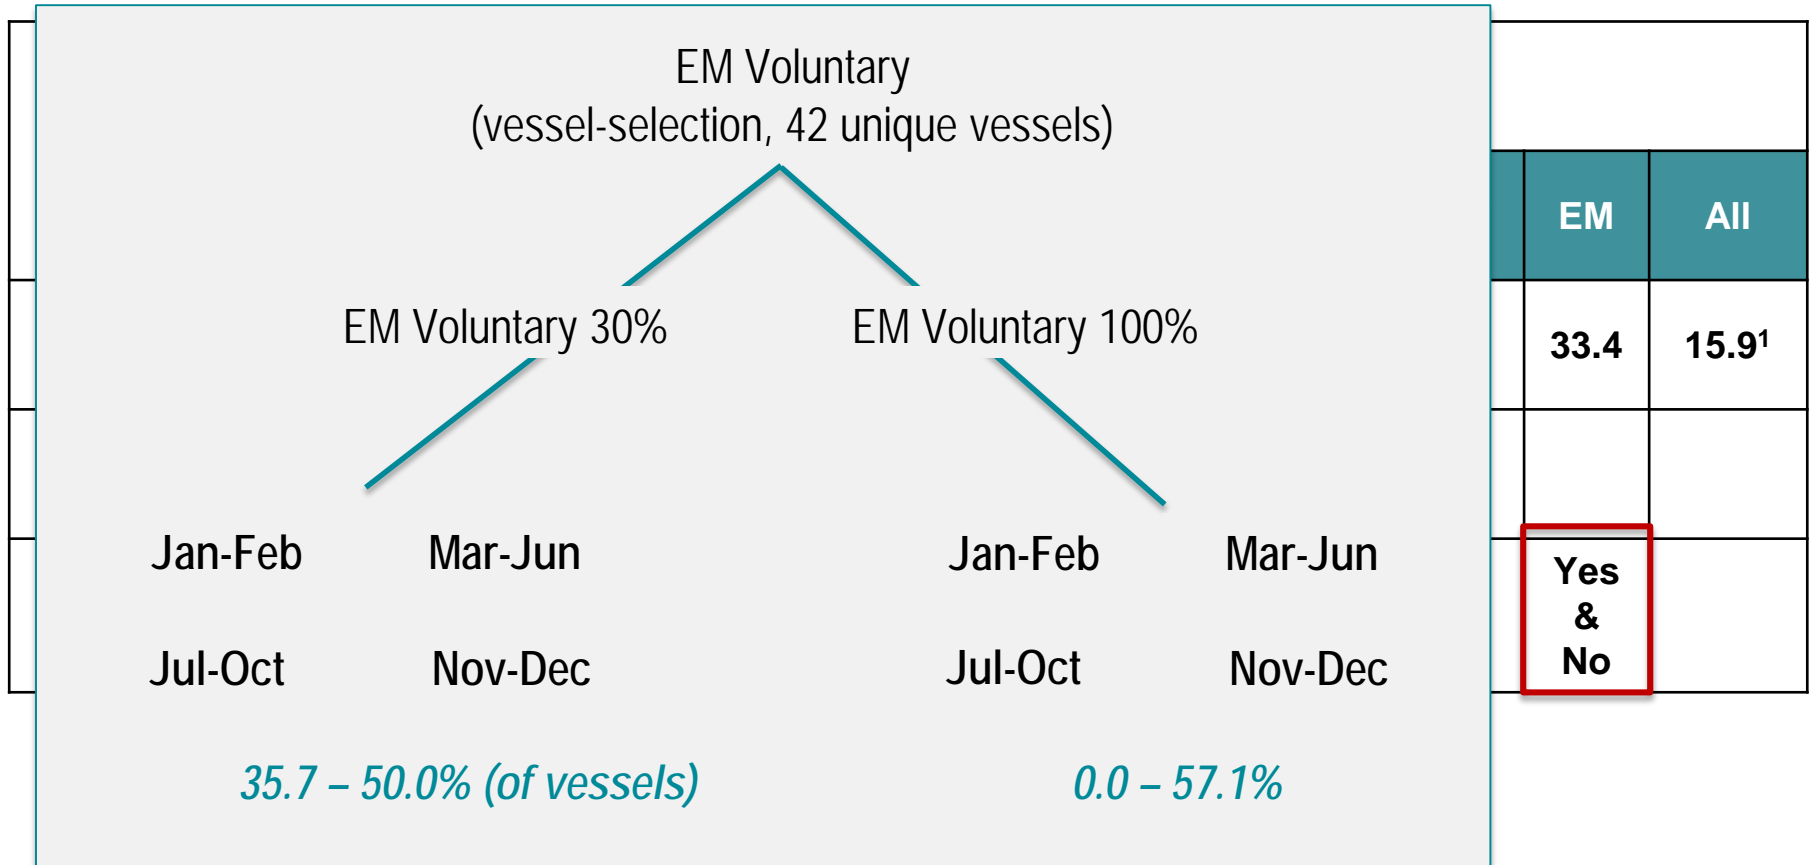 EM Voluntary
(vessel-selection, 42 unique vessels)
EM All
EM Voluntary 30% EM Voluntary 100%
33.4 15.9¹
Jan-Feb Mar-Jun Jan-Feb Mar-Jun
Yes
&
No
Jul-Oct Nov-Dec Jul-Oct Nov-Dec
35.7 – 50.0% (of vessels) 0.0 – 57.1%